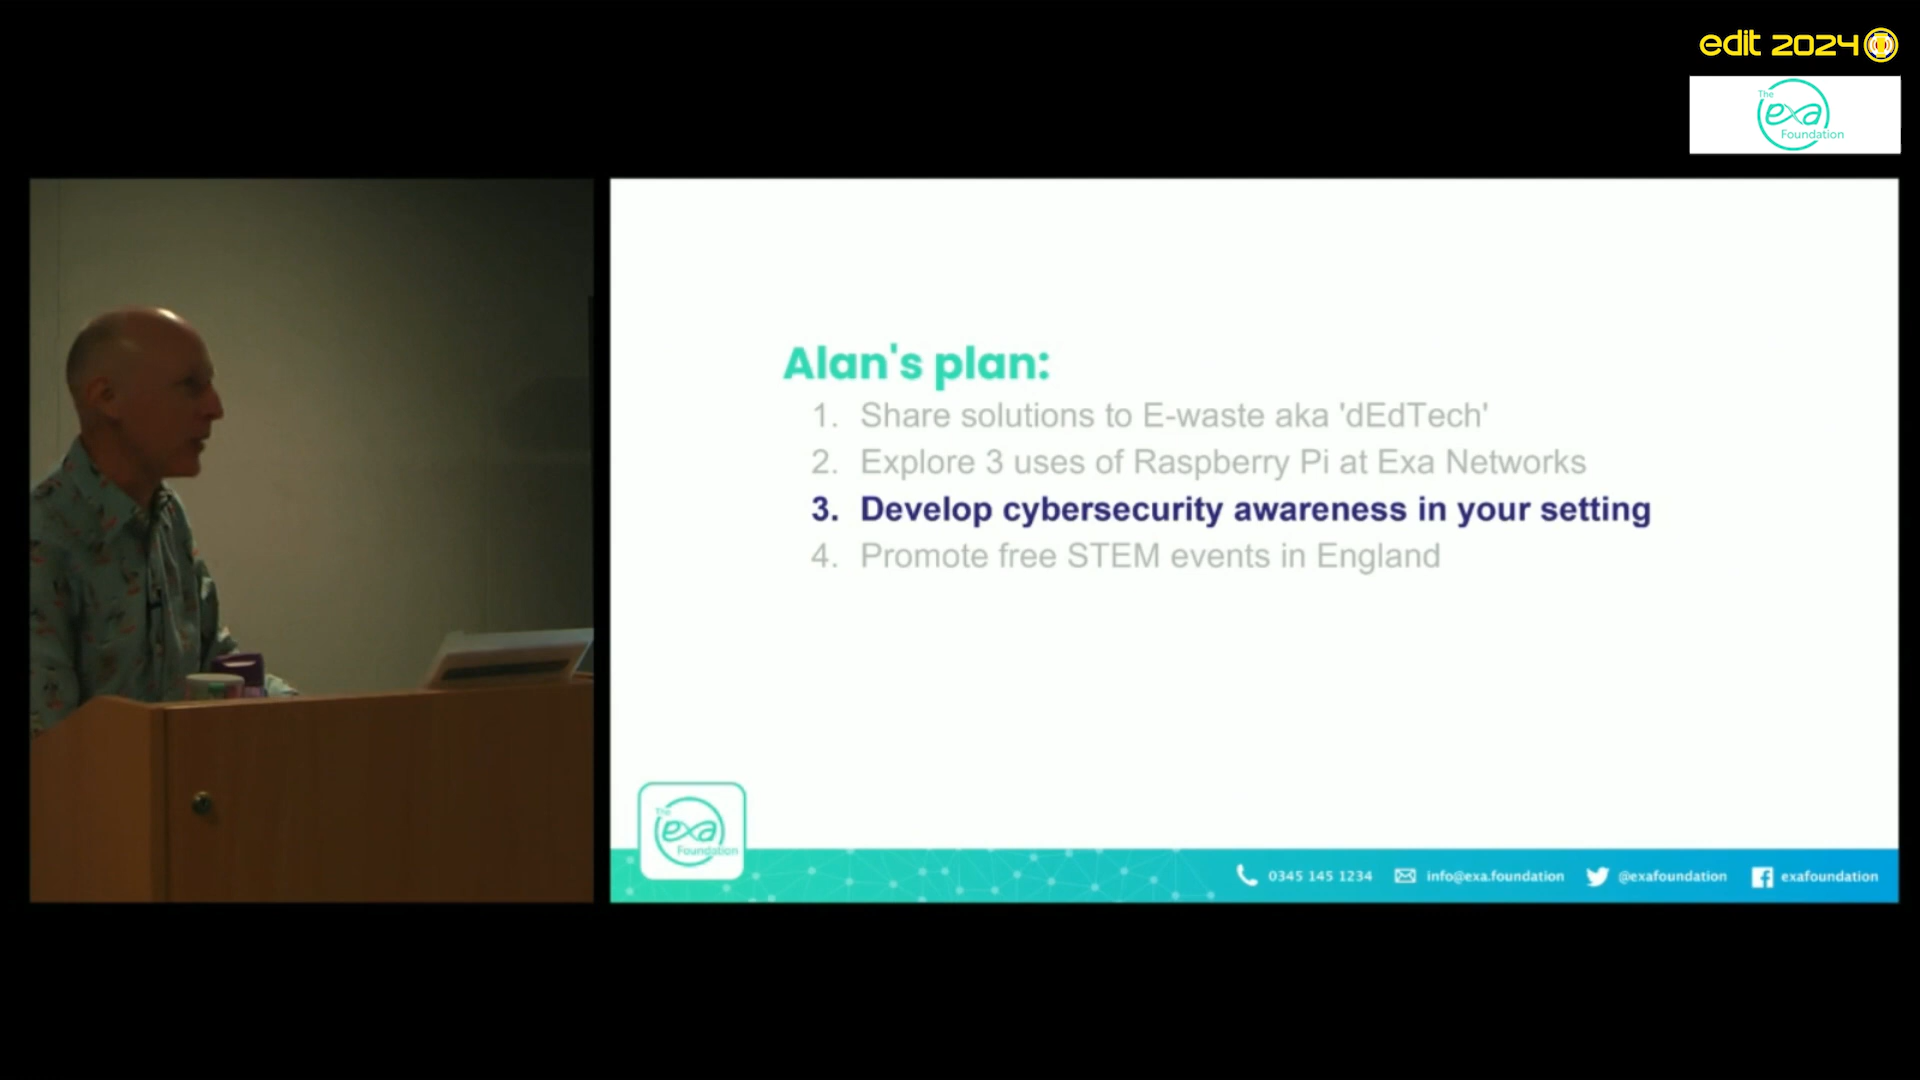 edit 2024
The
exa
Foundation
Alan's plan:
1. Share solutions to E-waste aka 'dEdTech'
2. Explore 3 uses of Raspberry Pi at Exa Networks
3. Develop cybersecurity awareness in your setting
4. Promote free STEM events in England
The
exa
Foundation
0345 145 1234 info@exa.foundation @exafoundation exafoundation